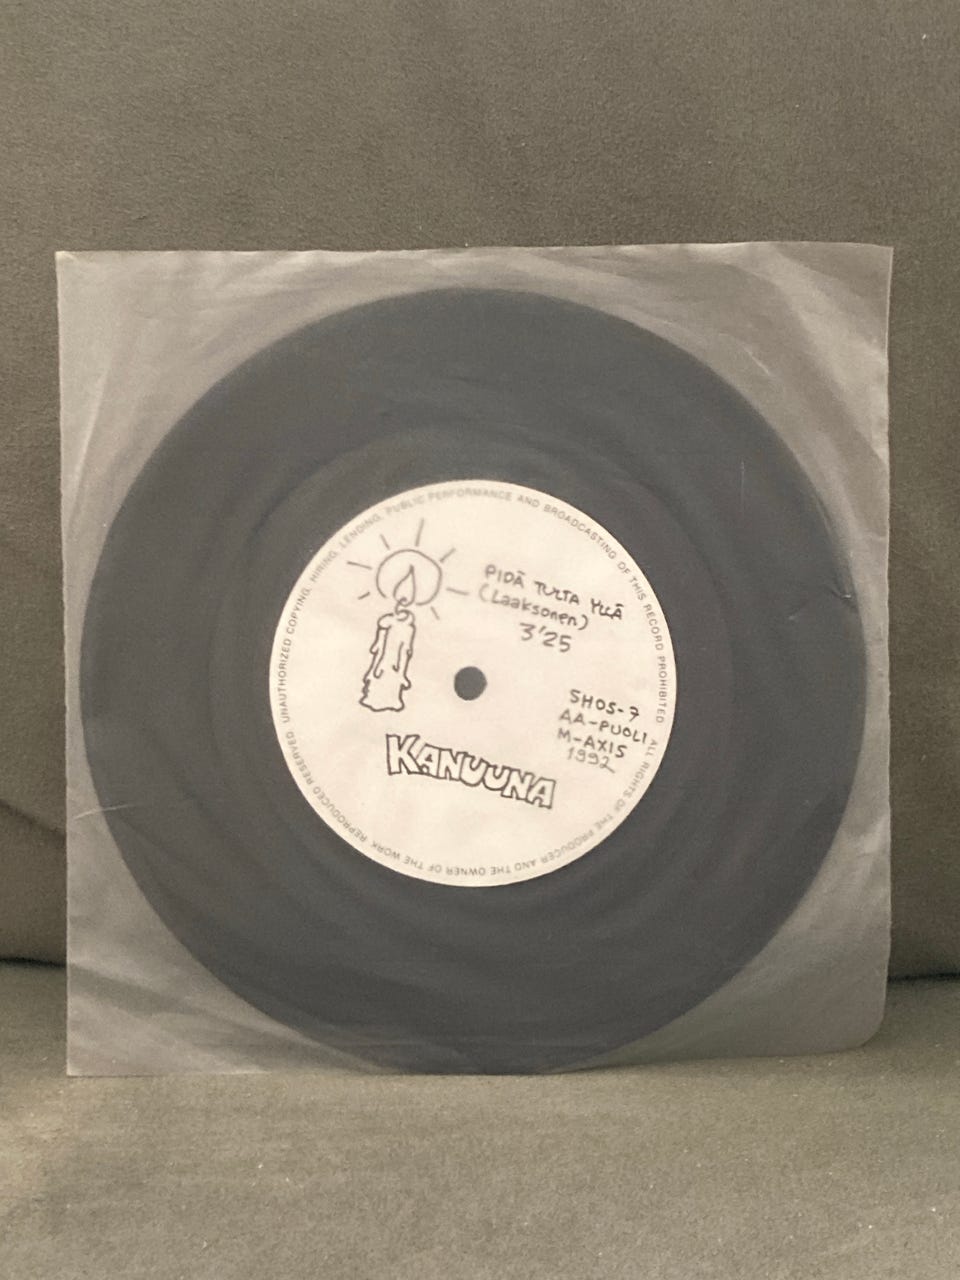 UNAUTHORIZED COPYING, HIRING, LENDING, PUBLIC PERFORMANCE AND BROADCASTING OF THIS RECORD PROHIBITED. ALL RIGHTS OF THE PRODUCER AND THE OWNER OF THE WORK REPRODUCED RESERVED.
PIDÄ TULTA YLLÄ
(Laaksonen)
3'25
SHOS-7
AA-PUOLI
M-AXIS
1992
KANUUNA